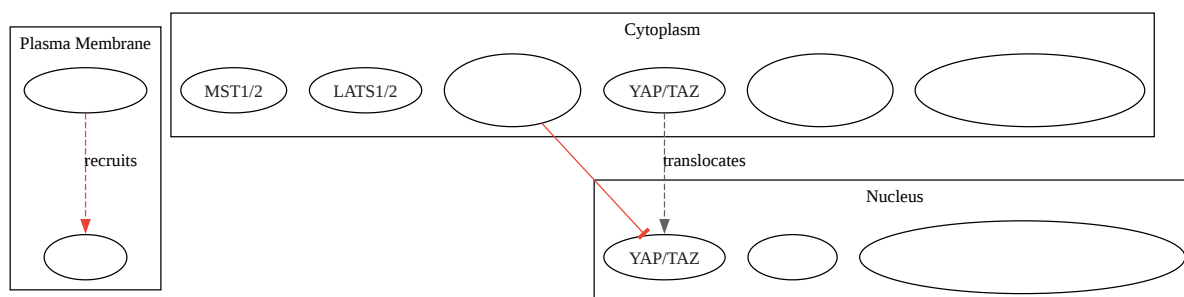 Plasma Membrane
Cytoplasm
MST1/2
LATS1/2
YAP/TAZ
recruits
translocates
Nucleus
YAP/TAZ